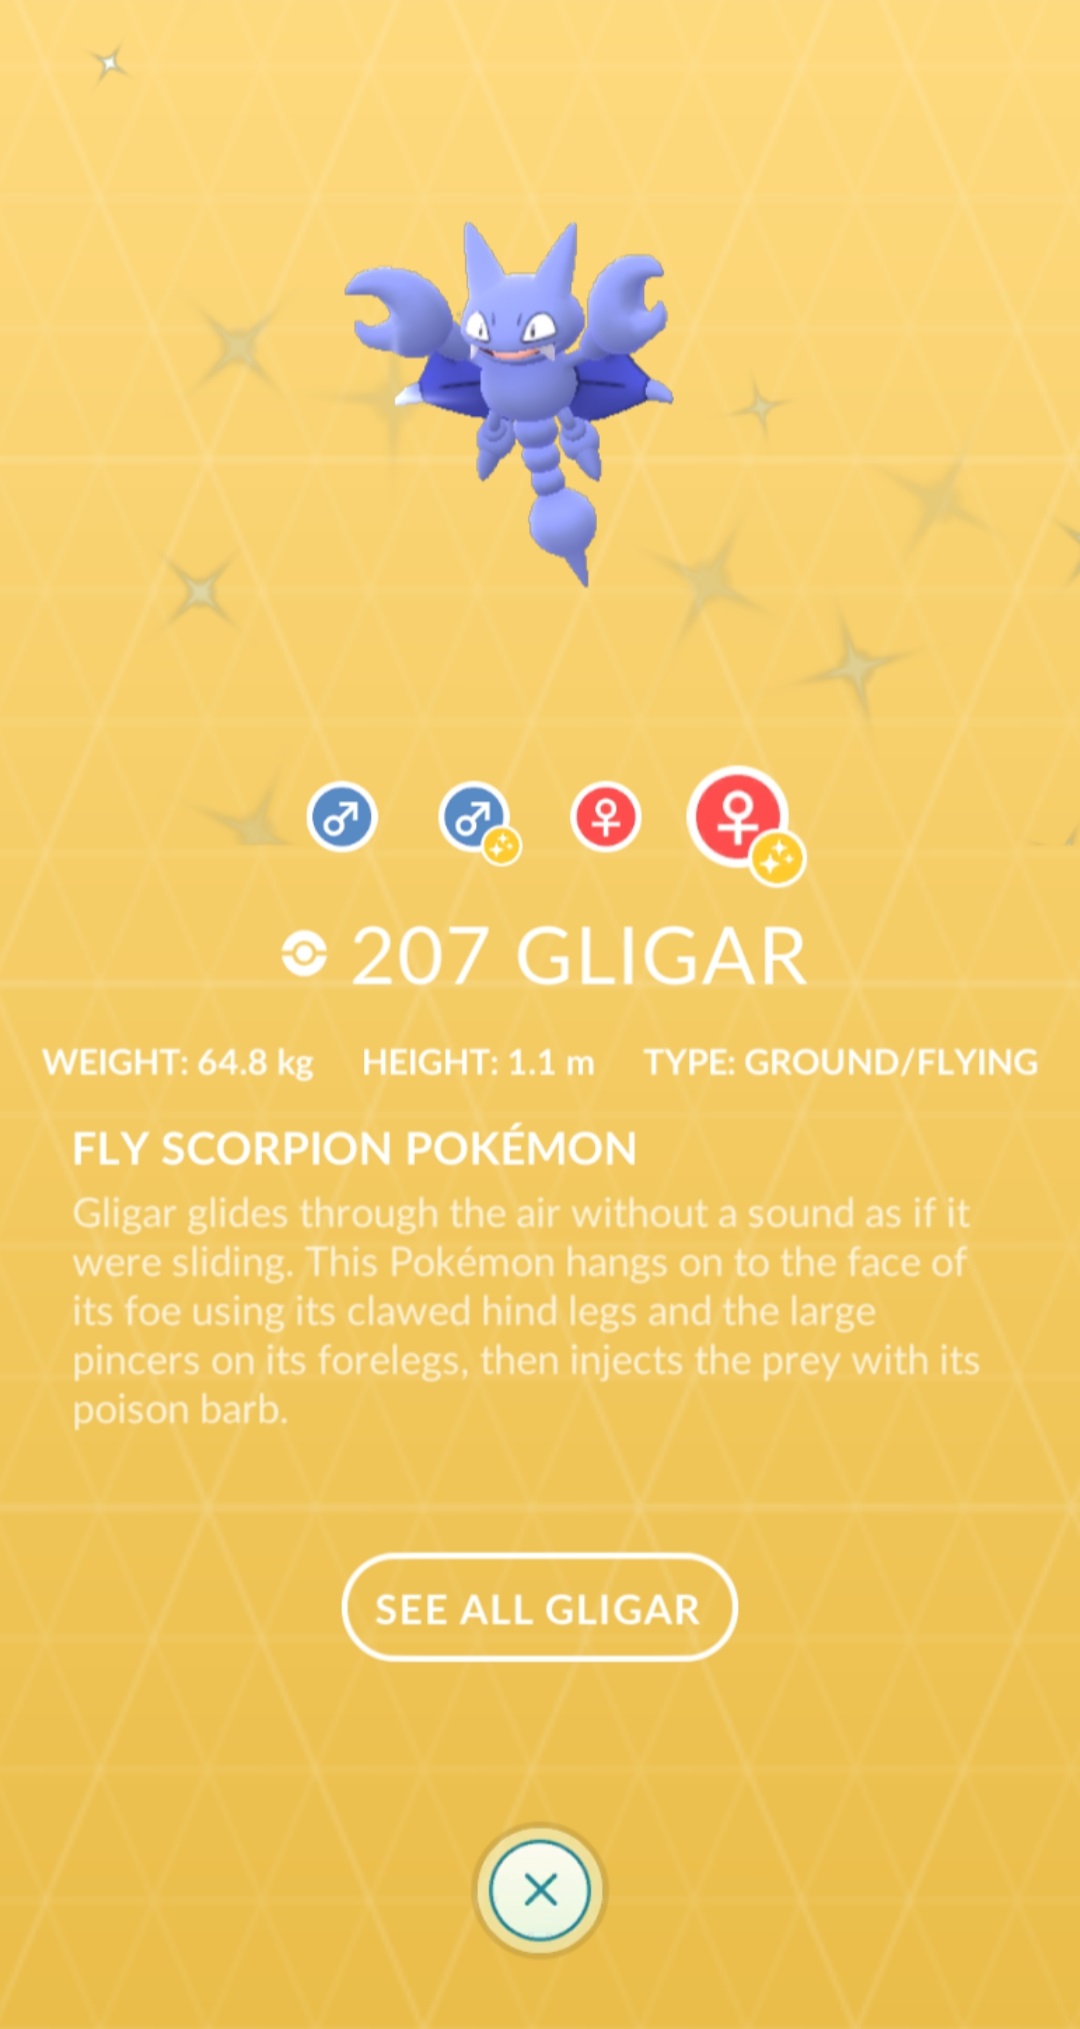 207 GLIGAR
WEIGHT: 64.8 kg HEIGHT: 1.1 m TYPE: GROUND/FLYING
FLY SCORPION POKÉMON
Gligar glides through the air without a sound as if it
were sliding. This Pokémon hangs on to the face of
its foe using its clawed hind legs and the large
pincers on its forelegs, then injects the prey with its
poison barb.
SEE ALL GLIGAR